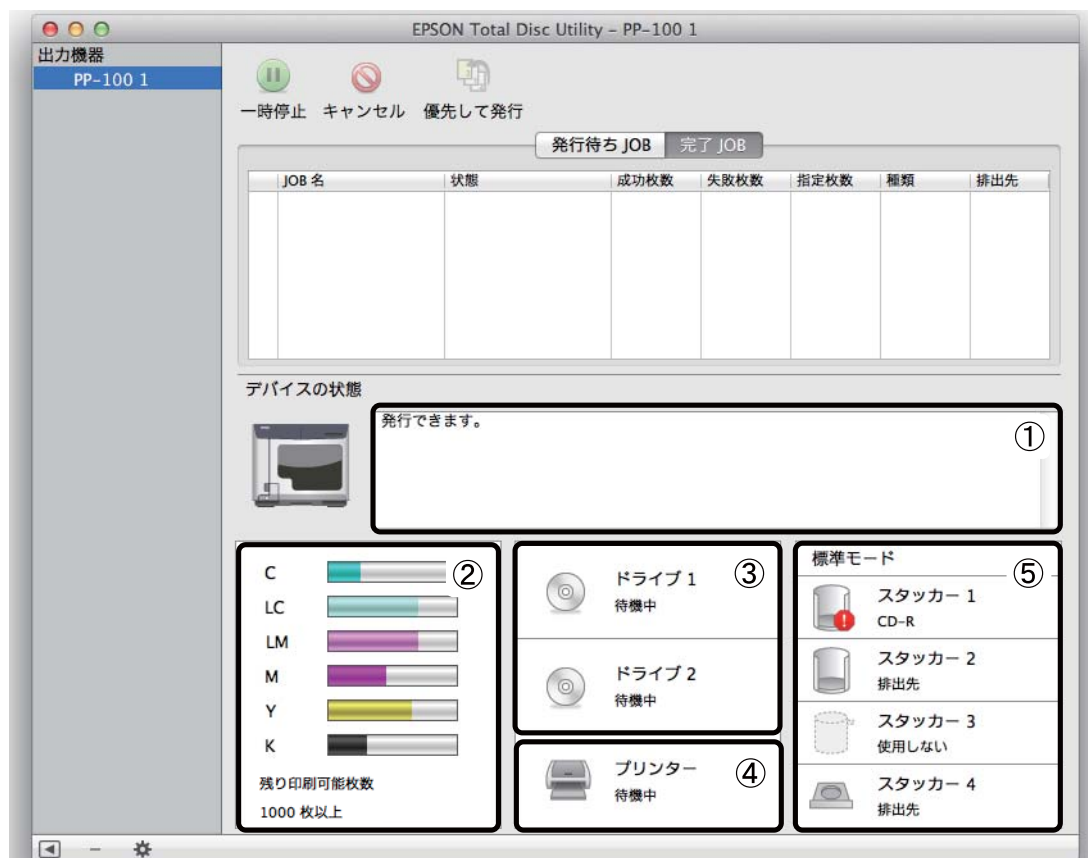 EPSON Total Disc Utility – PP-100 1
出力機器
PP-100 1
一時停止 キャンセル 優先して発行
発行待ち JOB 完了 JOB
JOB 名 状態 成功枚数 失敗枚数 指定枚数 種類 排出先
デバイスの状態
発行できます。
①
②
C
LC
LM
M
Y
K
残り印刷可能枚数
1000 枚以上
③
ドライブ 1
待機中
ドライブ 2
待機中
④
プリンター
待機中
標準モード
⑤
スタッカー 1
CD-R
スタッカー 2
排出先
スタッカー 3
使用しない
スタッカー 4
排出先